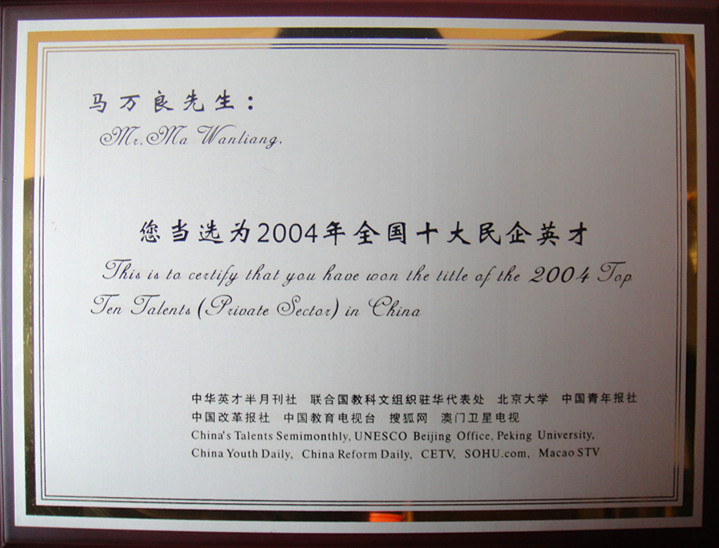 马万良先生：
Mr. Ma Wanliang.
您当选为2004年全国十大民企英才
This is to certify that you have won the title of the 2004 Top
Ten Talents (Private Sector) in China
中华英才半月刊社 联合国教科文组织驻华代表处 北京大学 中国青年报社
中国改革报社 中国教育电视台 搜狐网 澳门卫星电视
China's Talents Semimonthly, UNESCO Beijing Office, Peking University,
China Youth Daily, China Reform Daily, CETV, SOHU.com, Macao STV